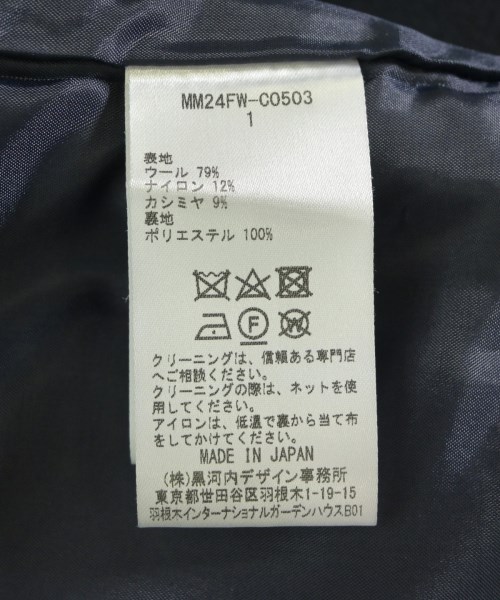 MM24FW-C0503
1
表地
ウール 79%
ナイロン 12%
カシミヤ 9%
裏地
ポリエステル 100%
F
W
クリーニングは、信頼ある専門店
へご相談ください。
クリーニングの際は、ネットを使
用してください。
アイロンは、低温で裏から当て布
をしてかけてください。
MADE IN JAPAN
(株)黒河内デザイン事務所
東京都世田谷区羽根木1-19-15
羽根木インターナショナルガーデンハウスB01